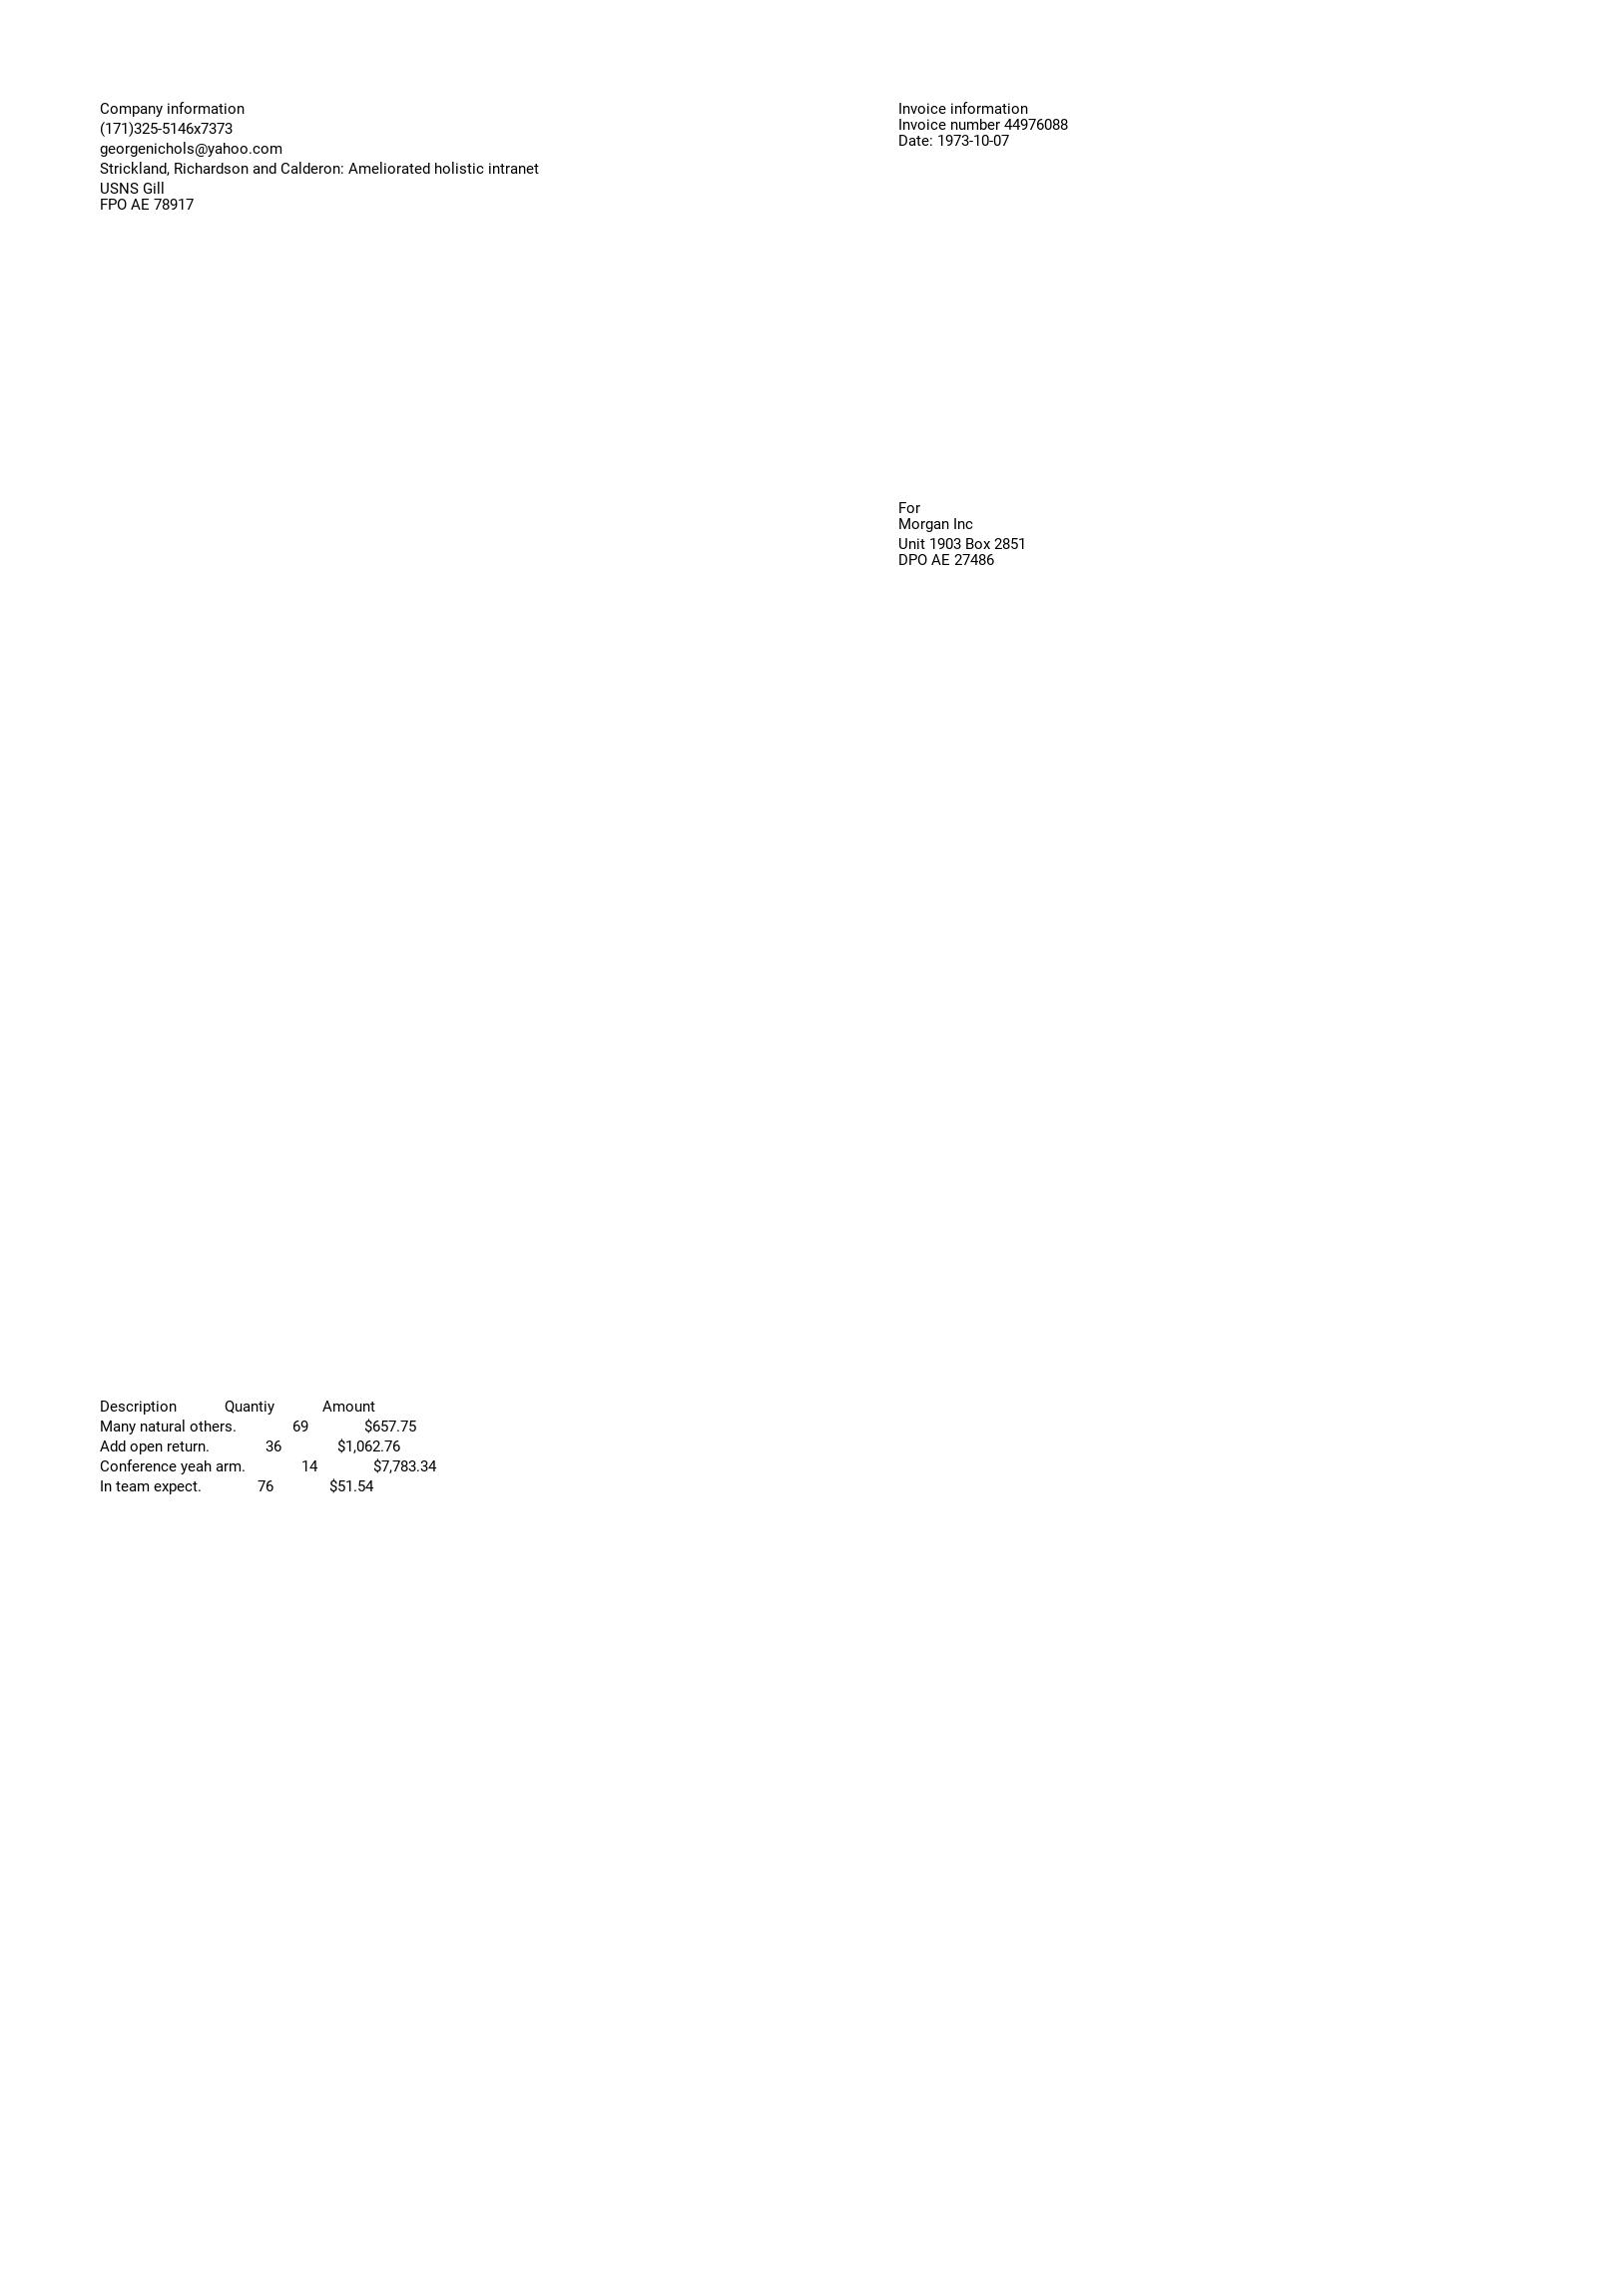 Company information
(171)325-5146x7373
georgenichols@yahoo.com
Strickland, Richardson and Calderon: Ameliorated holistic intranet
USNS Gill
FPO AE 78917
Invoice information
Invoice number 44976088
Date: 1973-10-07
For
Morgan Inc
Unit 1903 Box 2851
DPO AE 27486
Description Quantiy Amount
Many natural others. 69 $657.75
Add open return. 36 $1,062.76
Conference yeah arm. 14 $7,783.34
In team expect. 76 $51.54